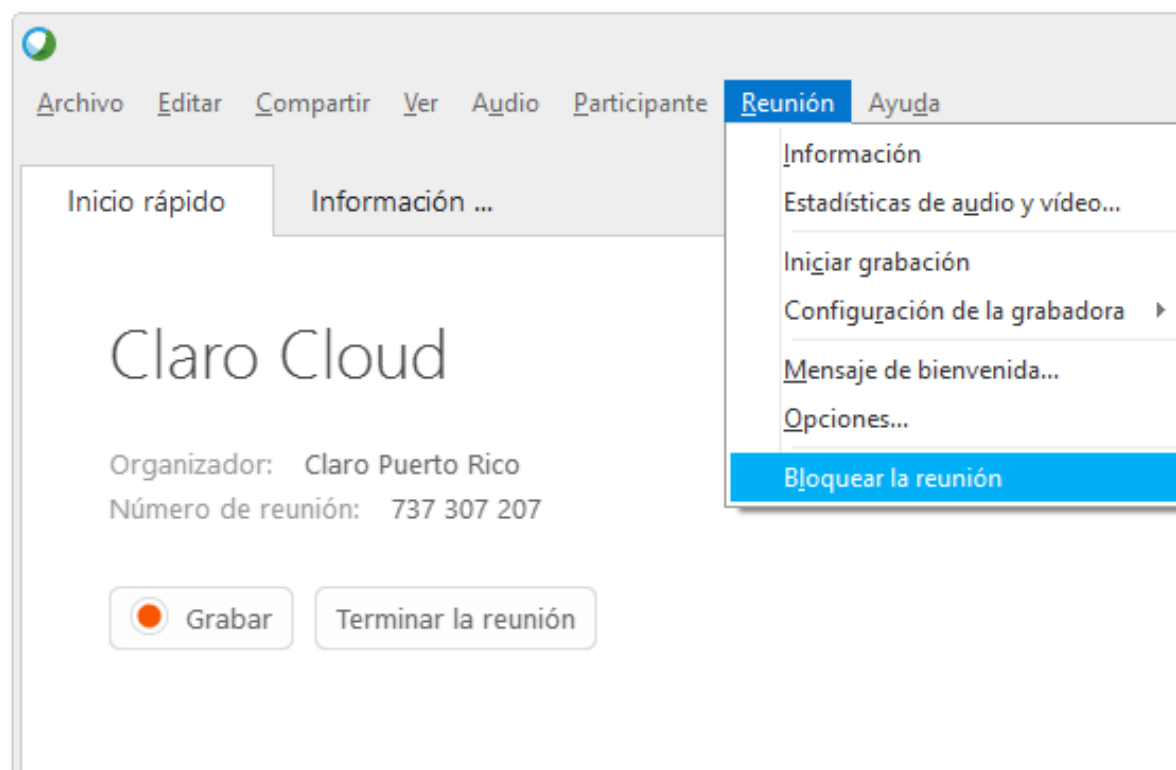 Archivo Editar Compartir Ver Audio Participante Reunión Ayuda
Inicio rápido Información ...
Información
Estadísticas de audio y vídeo...
Iniciar grabación
Configuración de la grabadora
Mensaje de bienvenida...
Opciones...
Bloquear la reunión
Claro Cloud
Organizador: Claro Puerto Rico
Número de reunión: 737 307 207
Grabar Terminar la reunión